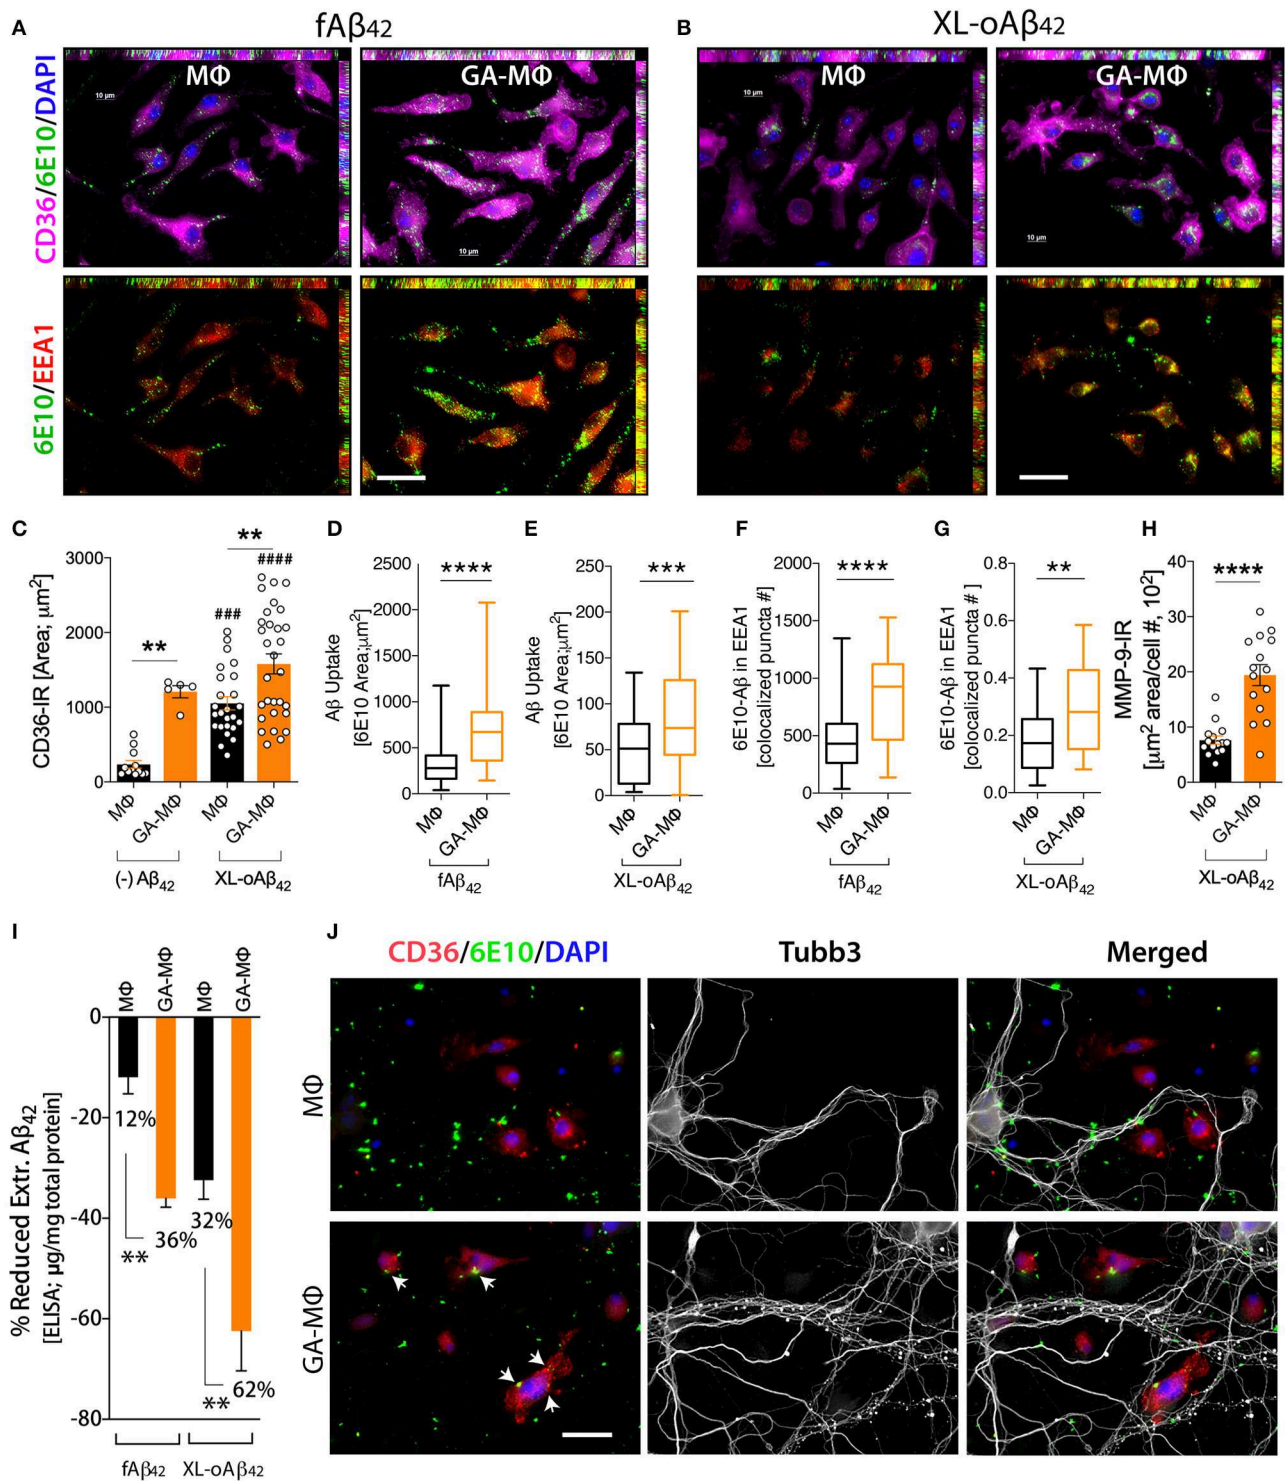 A
fAβ42
B
XL-oAβ42
CD36/6E10/DAPI
MΦ
GA-MΦ
MΦ
GA-MΦ
10 µm
10 µm
10 µm
10 µm
6E10/EEA1
C
CD36-IR [Area; µm2]
3000
2000
1000
0
**
**
###
####
MΦ
GA-MΦ
MΦ
GA-MΦ
(-) Aβ42
XL-oAβ42
D
Aβ Uptake
[6E10 Area;µm2]
2500
2000
1500
1000
500
0
****
MΦ
GA-MΦ
fAβ42
E
Aβ Uptake
[6E10 Area;µm2]
250
200
150
100
50
0
***
MΦ
GA-MΦ
XL-oAβ42
F
6E10-Aβ in EEA1
[colocalized puncta #]
2000
1500
1000
500
0
****
MΦ
GA-MΦ
fAβ42
G
6E10-Aβ in EEA1
[colocalized puncta # ]
0.8
0.6
0.4
0.2
0.0
**
MΦ
GA-MΦ
XL-oAβ42
H
MMP-9-IR
[µm2 area/cell #, 102]
40
30
20
10
0
****
MΦ
GA-MΦ
XL-oAβ42
I
% Reduced Extr. Aβ42
[ELISA; µg/mg total protein]
MΦ
GA-MΦ
MΦ
GA-MΦ
0
-20
-40
-60
-80
12%
36%
32%
62%
**
**
fAβ42
XL-oAβ42
J
CD36/6E10/DAPI
Tubb3
Merged
MΦ
GA-MΦ